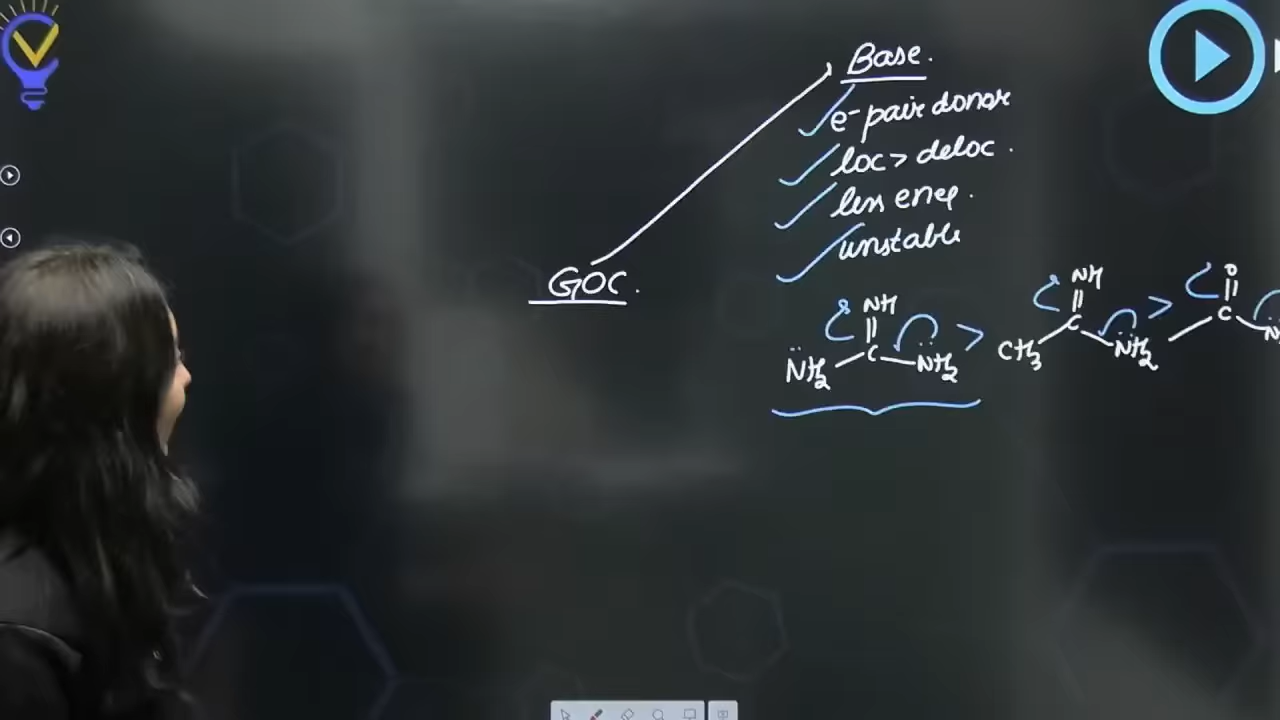 Base.
e- pair donor
loc > deloc.
less eneg.
unstable
GOC.
NH
||
NH2 — C — NH2 >
NH
||
CH3 C NH2 >
O
||
C N